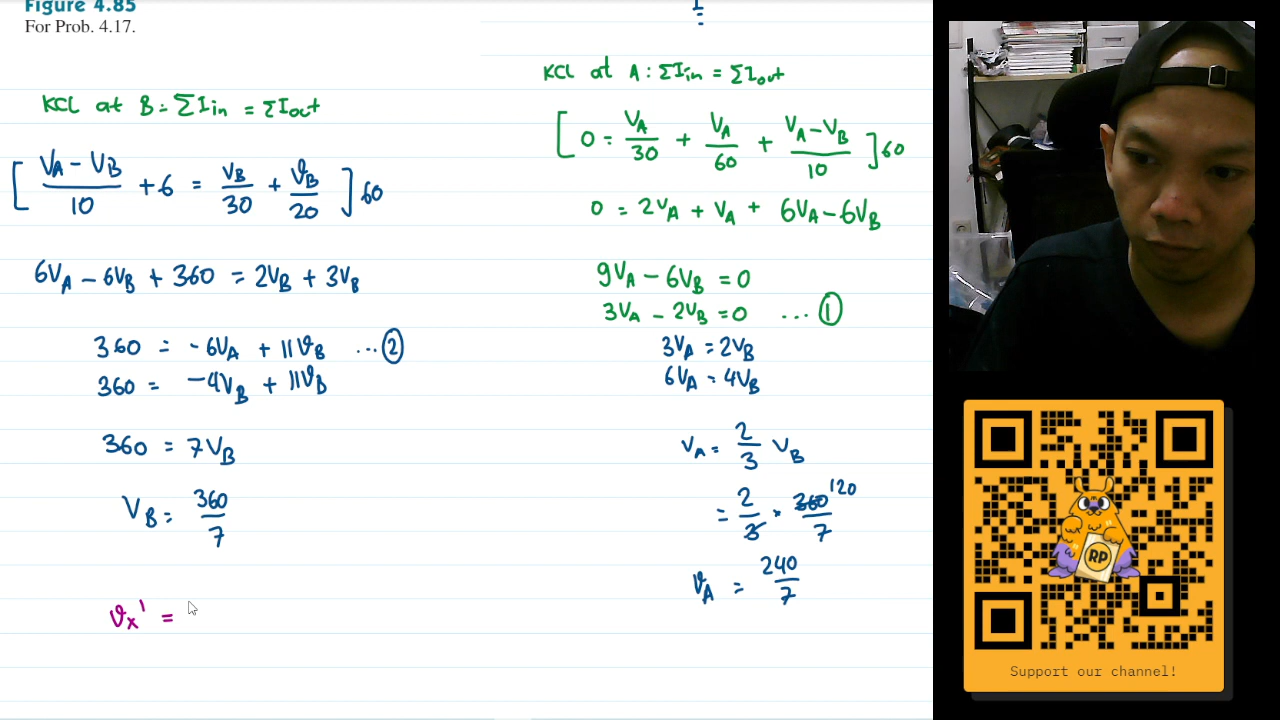 Figure 4.85
For Prob. 4.17.
KCL at B: ΣIin = ΣIout
[ (VA - VB)/10 + 6 = VB/30 + VB/20 ] 60
6VA - 6VB + 360 = 2VB + 3VB
360 = -6VA + 11VB ...②
360 = -4VB + 11VB
360 = 7VB
VB = 360/7
Vx' =
I
KCL at A: ΣIin = ΣIout
[ 0 = VA/30 + VA/60 + (VA-VB)/10 ] 60
0 = 2VA + VA + 6VA-6VB
9VA - 6VB = 0
3VA - 2VB = 0 ... ①
3VA = 2VB
6VA = 4VB
VA = 2/3 VB
= 2/3 · 360/7 120
VA = 240/7
RP
Support our channel!